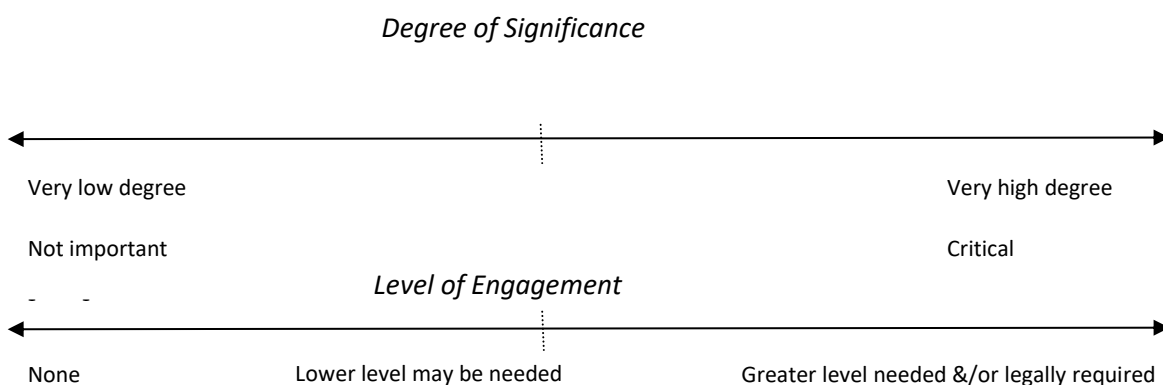 Degree of Significance
Very low degree Very high degree
Not important Critical
Level of Engagement
None Lower level may be needed Greater level needed &/or legally required